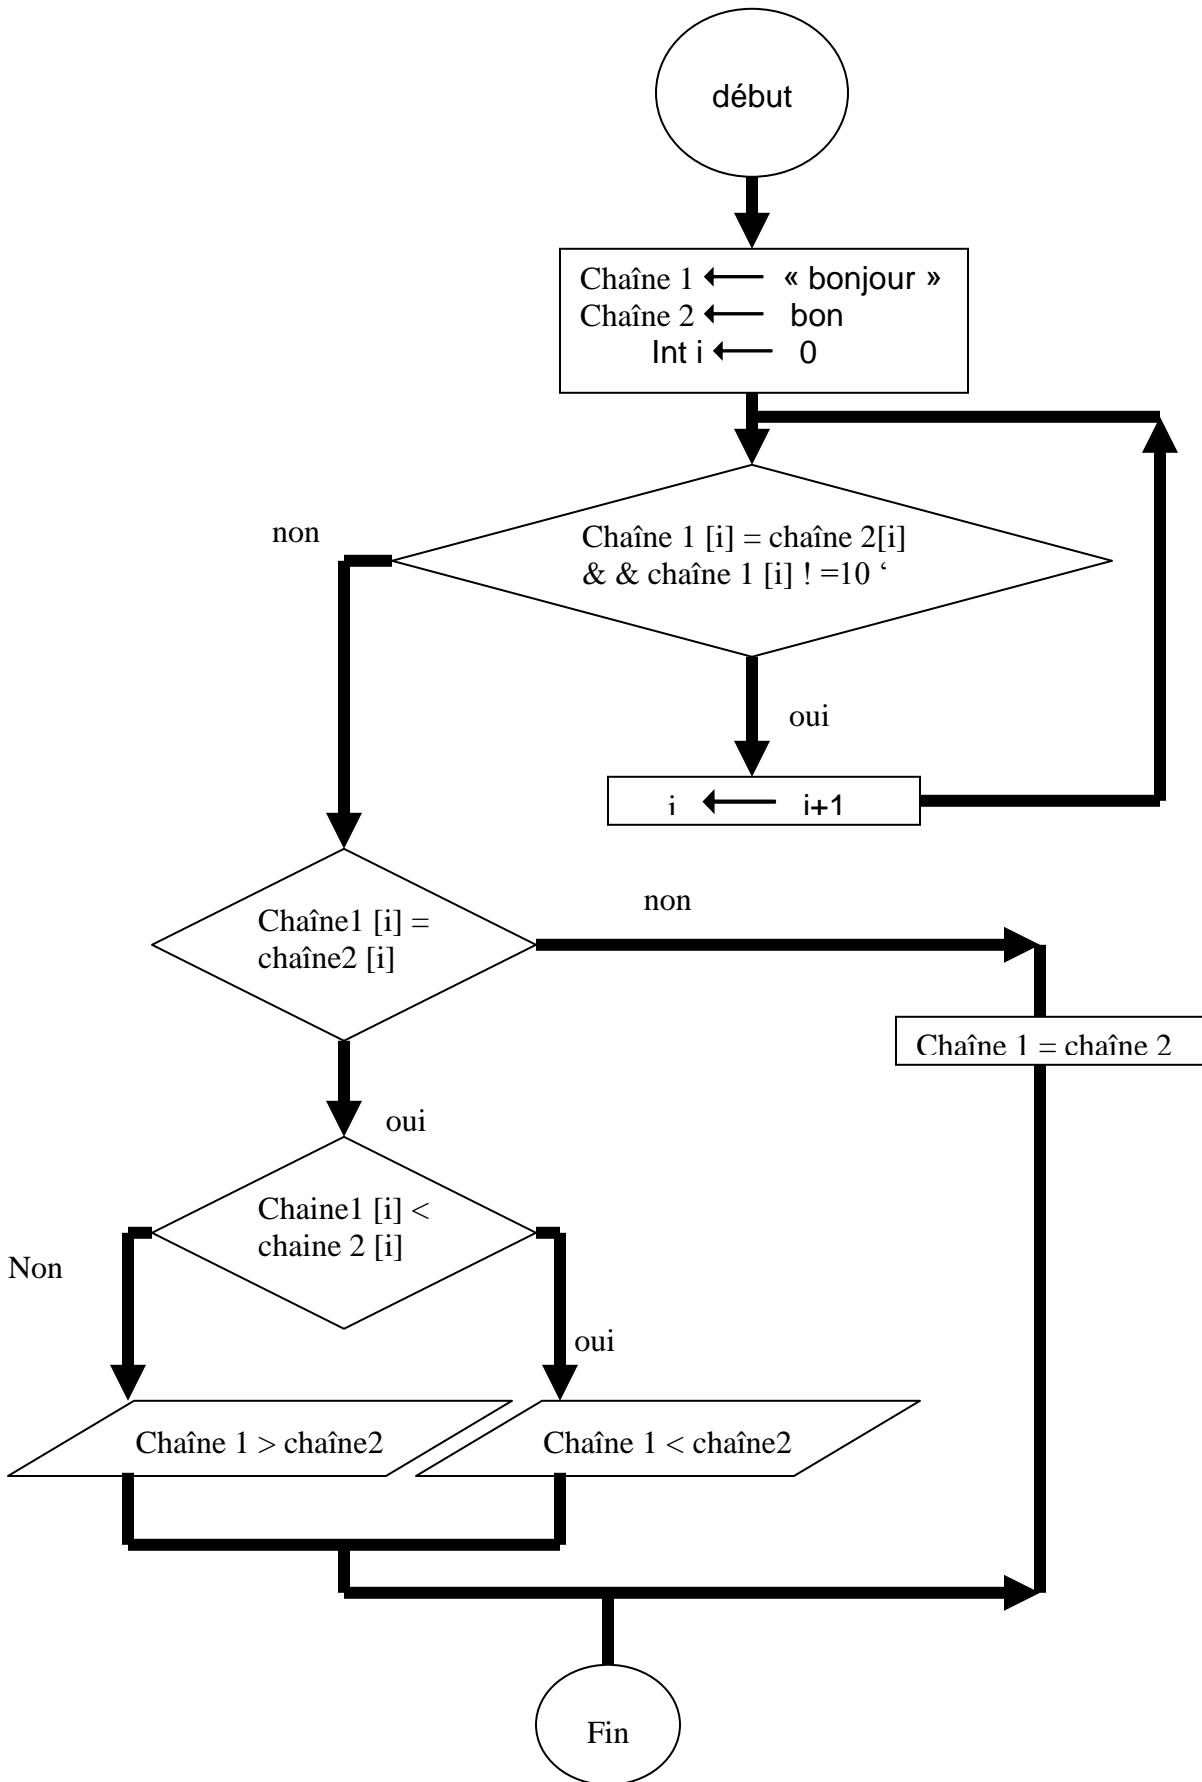 début
Chaîne 1 ← « bonjour »
Chaîne 2 ← bon
Int i ← 0
non
Chaîne 1 [i] = chaîne 2[i]
& & chaîne 1 [i] ! =10 ‘
oui
i ← i+1
Chaîne1 [i] =
chaîne2 [i]
non
Chaîne 1 = chaîne 2
oui
Chaine1 [i] <
chaine 2 [i]
Non
oui
Chaîne 1 > chaîne2
Chaîne 1 < chaîne2
Fin